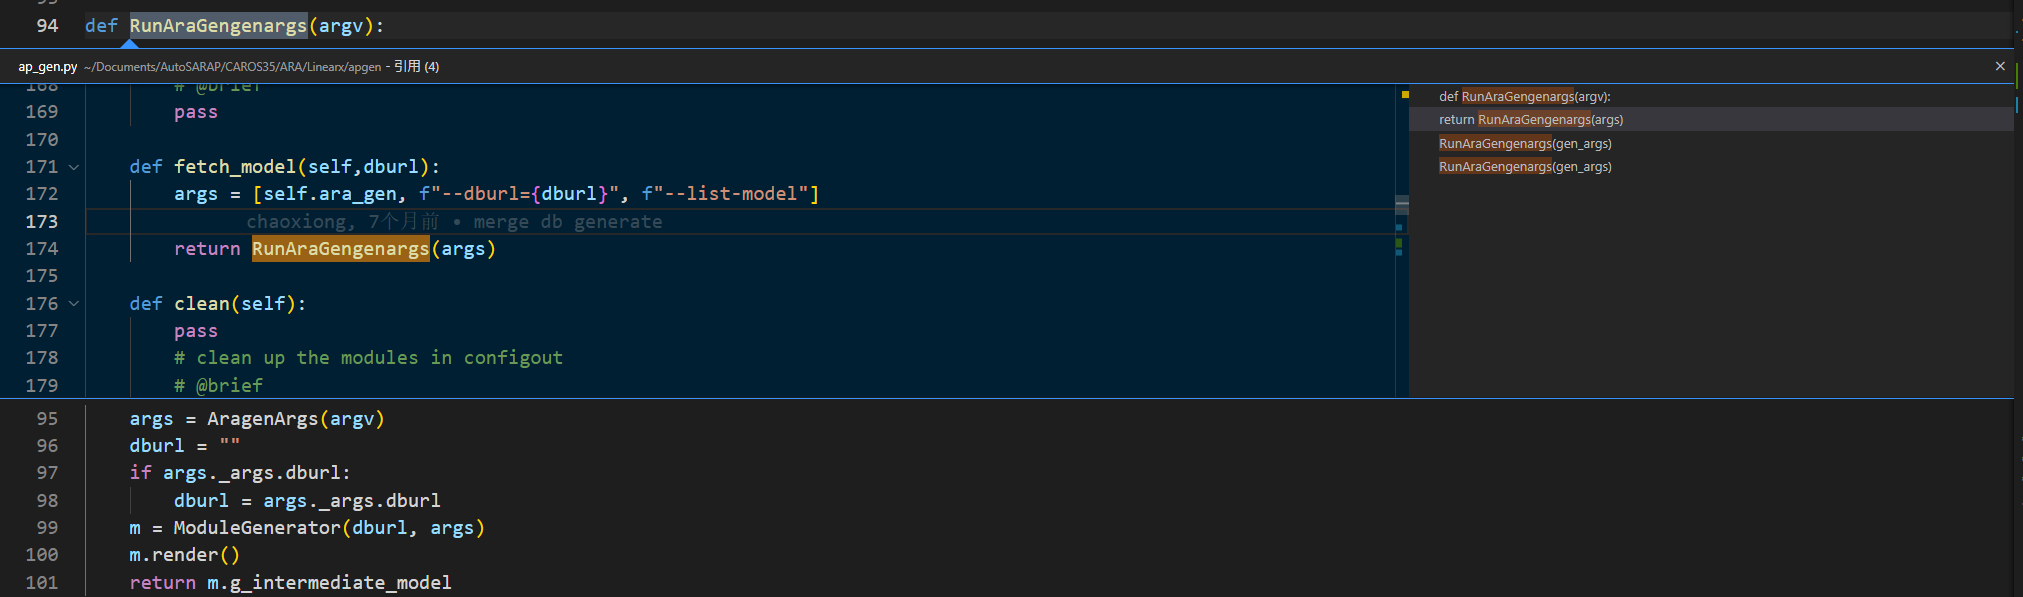 94 def RunAraGengenargs(argv):
ap_gen.py ~/Documents/AutoSARAP/CAROS35/ARA/Linearx/apgen - 引用 (4)
168 # @brief
169 pass
170
171 def fetch_model(self,dburl):
172 args = [self.ara_gen, f"--dburl={dburl}", f"--list-model"]
173 chaoxiong, 7个月前 • merge db generate
174 return RunAraGengenargs(args)
175
176 def clean(self):
177 pass
178 # clean up the modules in configout
179 # @brief
def RunAraGengenargs(argv):
return RunAraGengenargs(args)
RunAraGengenargs(gen_args)
RunAraGengenargs(gen_args)
95 args = AragenArgs(argv)
96 dburl = ""
97 if args._args.dburl:
98 dburl = args._args.dburl
99 m = ModuleGenerator(dburl, args)
100 m.render()
101 return m.g_intermediate_model